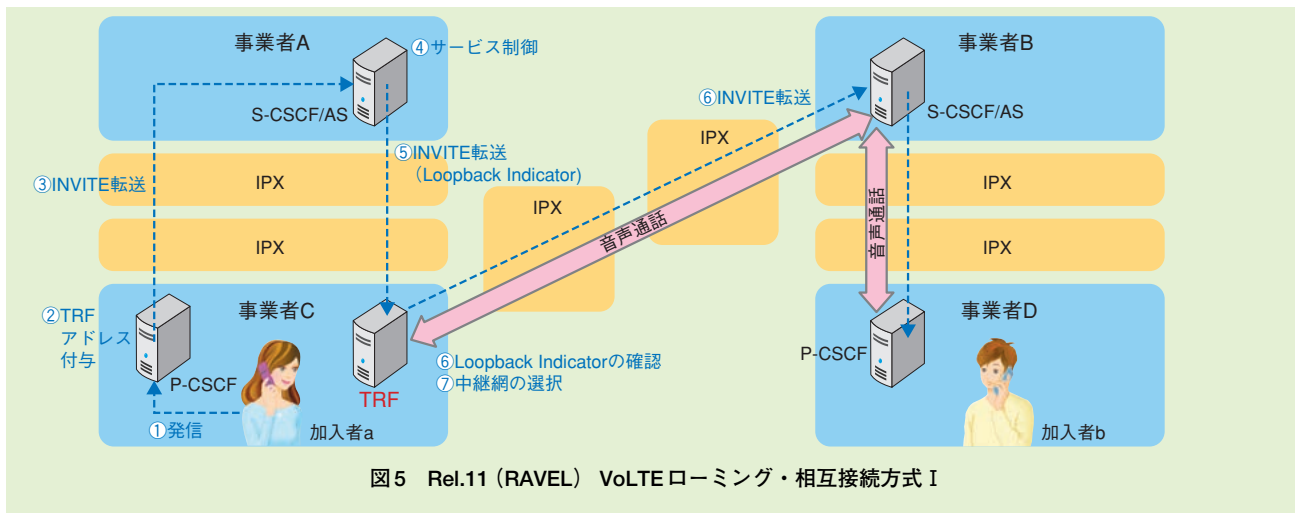 事業者A
④サービス制御
S-CSCF/AS
⑤INVITE転送
(Loopback Indicator)
③INVITE転送
IPX
IPX
②TRF
アドレス
付与
事業者C
P-CSCF
①発信
加入者a
TRF
⑥Loopback Indicatorの確認
⑦中継網の選択
IPX
音声通話
IPX
⑥INVITE転送
事業者B
S-CSCF/AS
IPX
音声通話
IPX
事業者D
P-CSCF
加入者b
図5 Rel.11(RAVEL) VoLTEローミング・相互接続方式Ⅰ